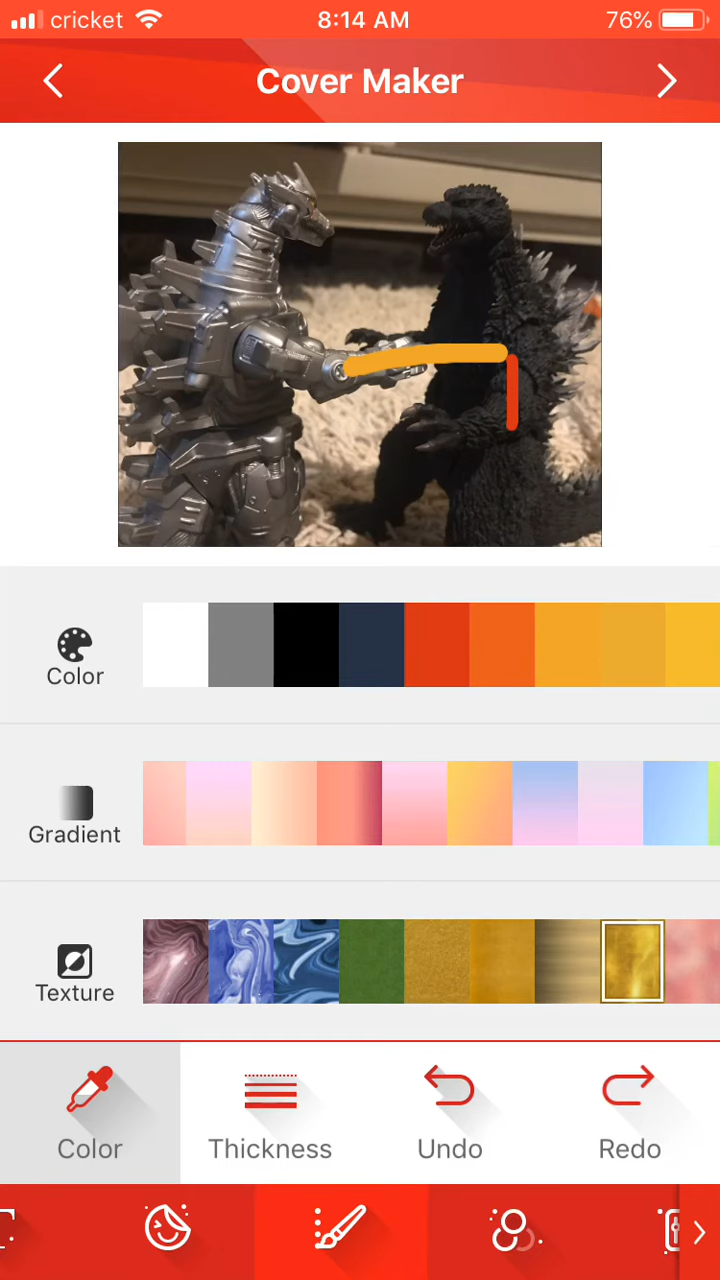 cricket 8:14 AM 76%
Cover Maker
Color
Gradient
Texture
Color Thickness Undo Redo